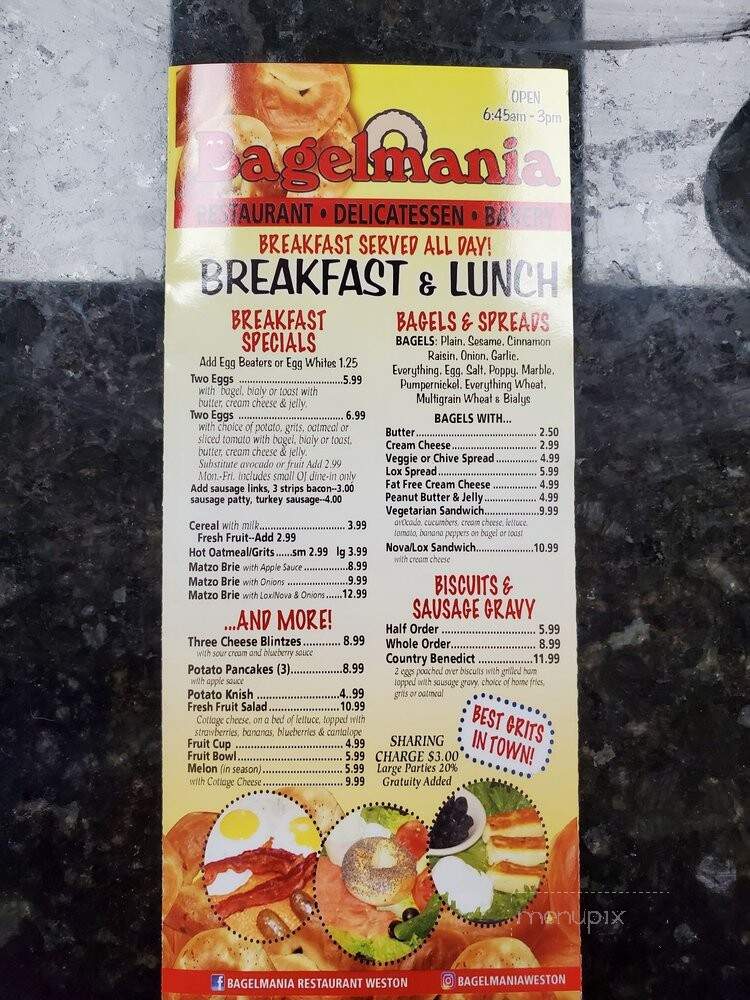 OPEN
6:45am - 3pm
Bagelmania
RESTAURANT • DELICATESSEN • BAKERY
BREAKFAST SERVED ALL DAY!
BREAKFAST & LUNCH
BREAKFAST
SPECIALS
Add Egg Beaters or Egg Whites 1.25
Two Eggs ..........5.99
with bagel, bialy or toast with
butter, cream cheese & jelly.
Two Eggs .......... 6.99
with choice of potato, grits, oatmeal or
sliced tomato with bagel, bialy or toast,
butter, cream cheese & jelly.
Substitute avocado or fruit Add 2.99
Mon.-Fri. includes small OJ dine-in only
Add sausage links, 3 strips bacon--3.00
sausage patty, turkey sausage--4.00
Cereal with milk.......... 3.99
Fresh Fruit--Add 2.99
Hot Oatmeal/Grits......sm 2.99 lg 3.99
Matzo Brie with Apple Sauce ..........8.99
Matzo Brie with Onions ..........9.99
Matzo Brie with Lox/Nova & Onions ......12.99
...AND MORE!
Three Cheese Blintzes.......... 8.99
with sour cream and blueberry sauce
Potato Pancakes (3)..........8.99
with apple sauce
Potato Knish .......... 4..99
Fresh Fruit Salad..........10.99
Cottage cheese, on a bed of lettuce, topped with
strawberries, bananas, blueberries & cantalope
Fruit Cup .......... 4.99
Fruit Bowl.......... 5.99
Melon (in season).......... 5.99
with Cottage Cheese.......... 9.99
BAGELS & SPREADS
BAGELS: Plain, Sesame, Cinnamon
Raisin, Onion, Garlic,
Everything, Egg, Salt, Poppy, Marble,
Pumpernickel, Everything Wheat,
Multigrain Wheat & Bialys
BAGELS WITH...
Butter.......... 2.50
Cream Cheese.......... 2.99
Veggie or Chive Spread .......... 4.99
Lox Spread.......... 5.99
Fat Free Cream Cheese .......... 4.99
Peanut Butter & Jelly.......... 4.99
Vegetarian Sandwich..........9.99
avocado, cucumbers, cream cheese, lettuce,
tomato, banana peppers on bagel or toast
Nova/Lox Sandwich..........10.99
with cream cheese
BISCUITS &
SAUSAGE GRAVY
Half Order .......... 5.99
Whole Order.......... 8.99
Country Benedict ..........11.99
2 eggs poached over biscuits with grilled ham
topped with sausage gravy, choice of home fries,
grits or oatmeal
BEST GRITS
IN TOWN!
SHARING
CHARGE $3.00
Large Parties 20%
Gratuity Added
menupix
BAGELMANIA RESTAURANT WESTON
BAGELMANIAWESTON